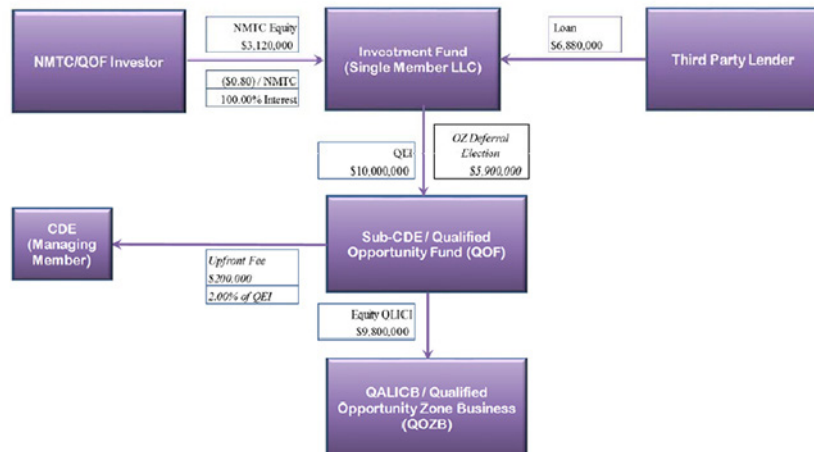 NMTC/QOF Investor
NMTC Equity
$3,120,000
($0.80) / NMTC
100.00% Interest
Investment Fund
(Single Member LLC)
Loan
$6,880,000
Third Party Lender
QEI
$10,000,000
OZ Deferral
Election
$5,900,000
CDE
(Managing
Member)
Upfront Fee
$200,000
2.00% of QEI
Sub-CDE / Qualified
Opportunity Fund (QOF)
Equity QLICI
$9,800,000
QALICB / Qualified
Opportunity Zone Business
(QOZB)